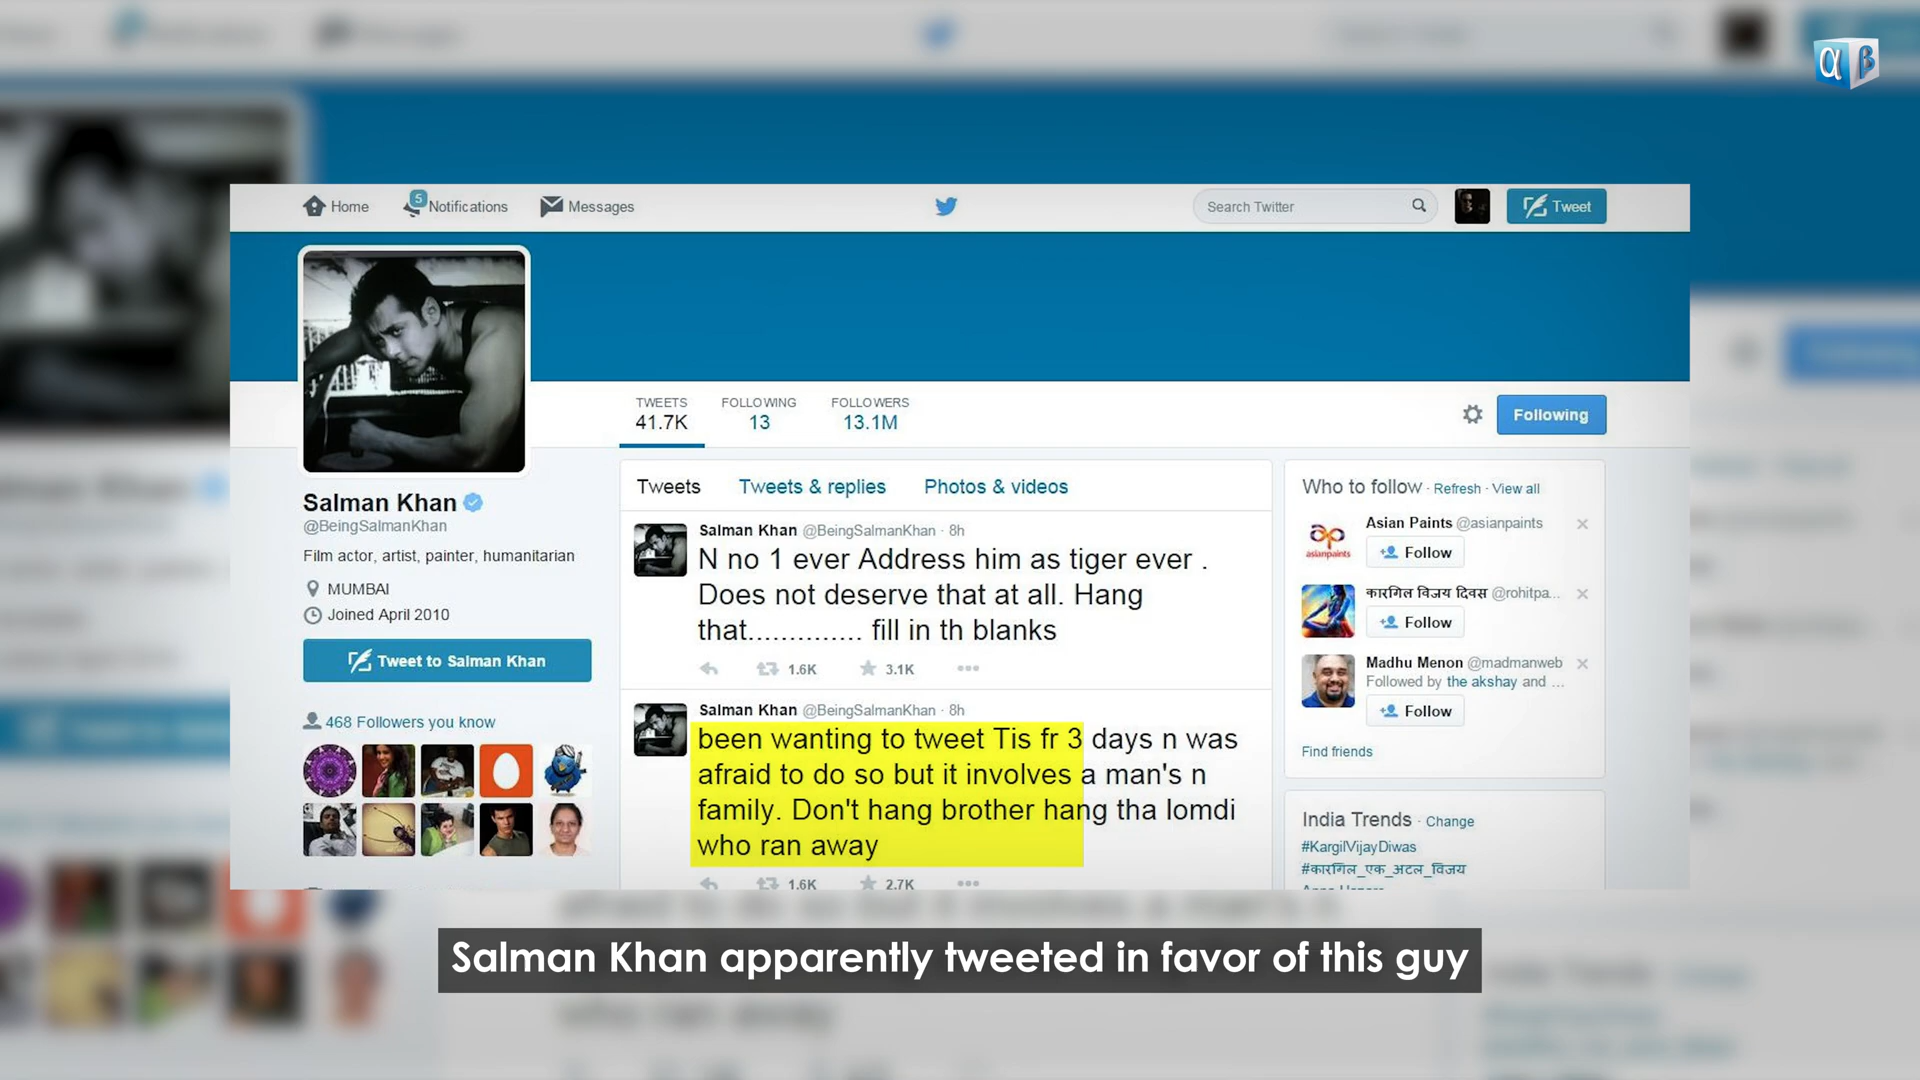 α β
Home
5
Notifications
Messages
Search Twitter
Tweet
TWEETS
41.7K
FOLLOWING
13
FOLLOWERS
13.1M
Following
Salman Khan
@BeingSalmanKhan
Film actor, artist, painter, humanitarian
MUMBAI
Joined April 2010
Tweet to Salman Khan
468 Followers you know
Tweets
Tweets & replies
Photos & videos
Salman Khan @BeingSalmanKhan · 8h
N no 1 ever Address him as tiger ever .
Does not deserve that at all. Hang
that.............. fill in th blanks
1.6K
3.1K
Salman Khan @BeingSalmanKhan · 8h
been wanting to tweet Tis fr 3 days n was
afraid to do so but it involves a man's n
family. Don't hang brother hang tha lomdi
who ran away
1.6K
2.7K
Who to follow · Refresh · View all
asianpaints
Asian Paints @asianpaints
Follow
कारगिल विजय दिवस @rohitpa...
Follow
Madhu Menon @madmanweb
Followed by the akshay and ...
Follow
Find friends
India Trends · Change
#KargilVijayDiwas
#कारगिल_एक_अटल_विजय
Salman Khan apparently tweeted in favor of this guy